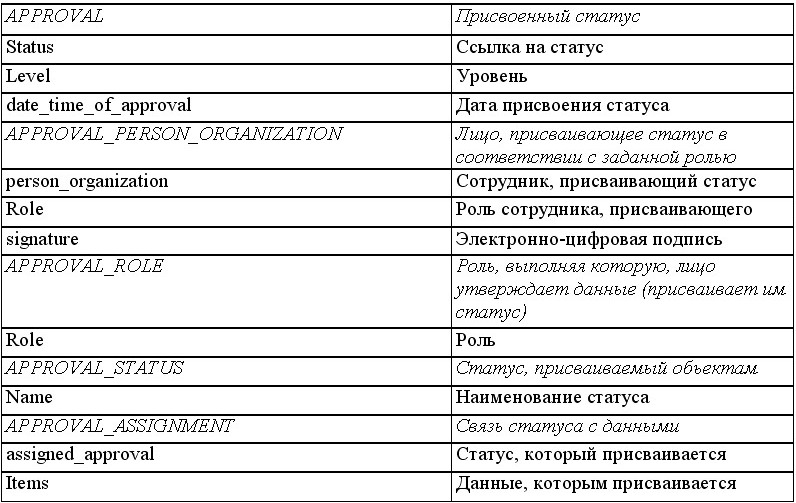 APPROVAL Присвоенный статус
Status Ссылка на статус
Level Уровень
date_time_of_approval Дата присвоения статуса
APPROVAL_PERSON_ORGANIZATION Лицо, присваивающее статус в
соответствии с заданной ролью
person_organization Сотрудник, присваивающий статус
Role Роль сотрудника, присваивающего
signature Электронно-цифровая подпись
APPROVAL_ROLE Роль, выполняя которую, лицо
утверждает данные (присваивает им
статус)
Role Роль
APPROVAL_STATUS Статус, присваиваемый объектам
Name Наименование статуса
APPROVAL_ASSIGNMENT Связь статуса с данными
assigned_approval Статус, который присваивается
Items Данные, которым присваивается